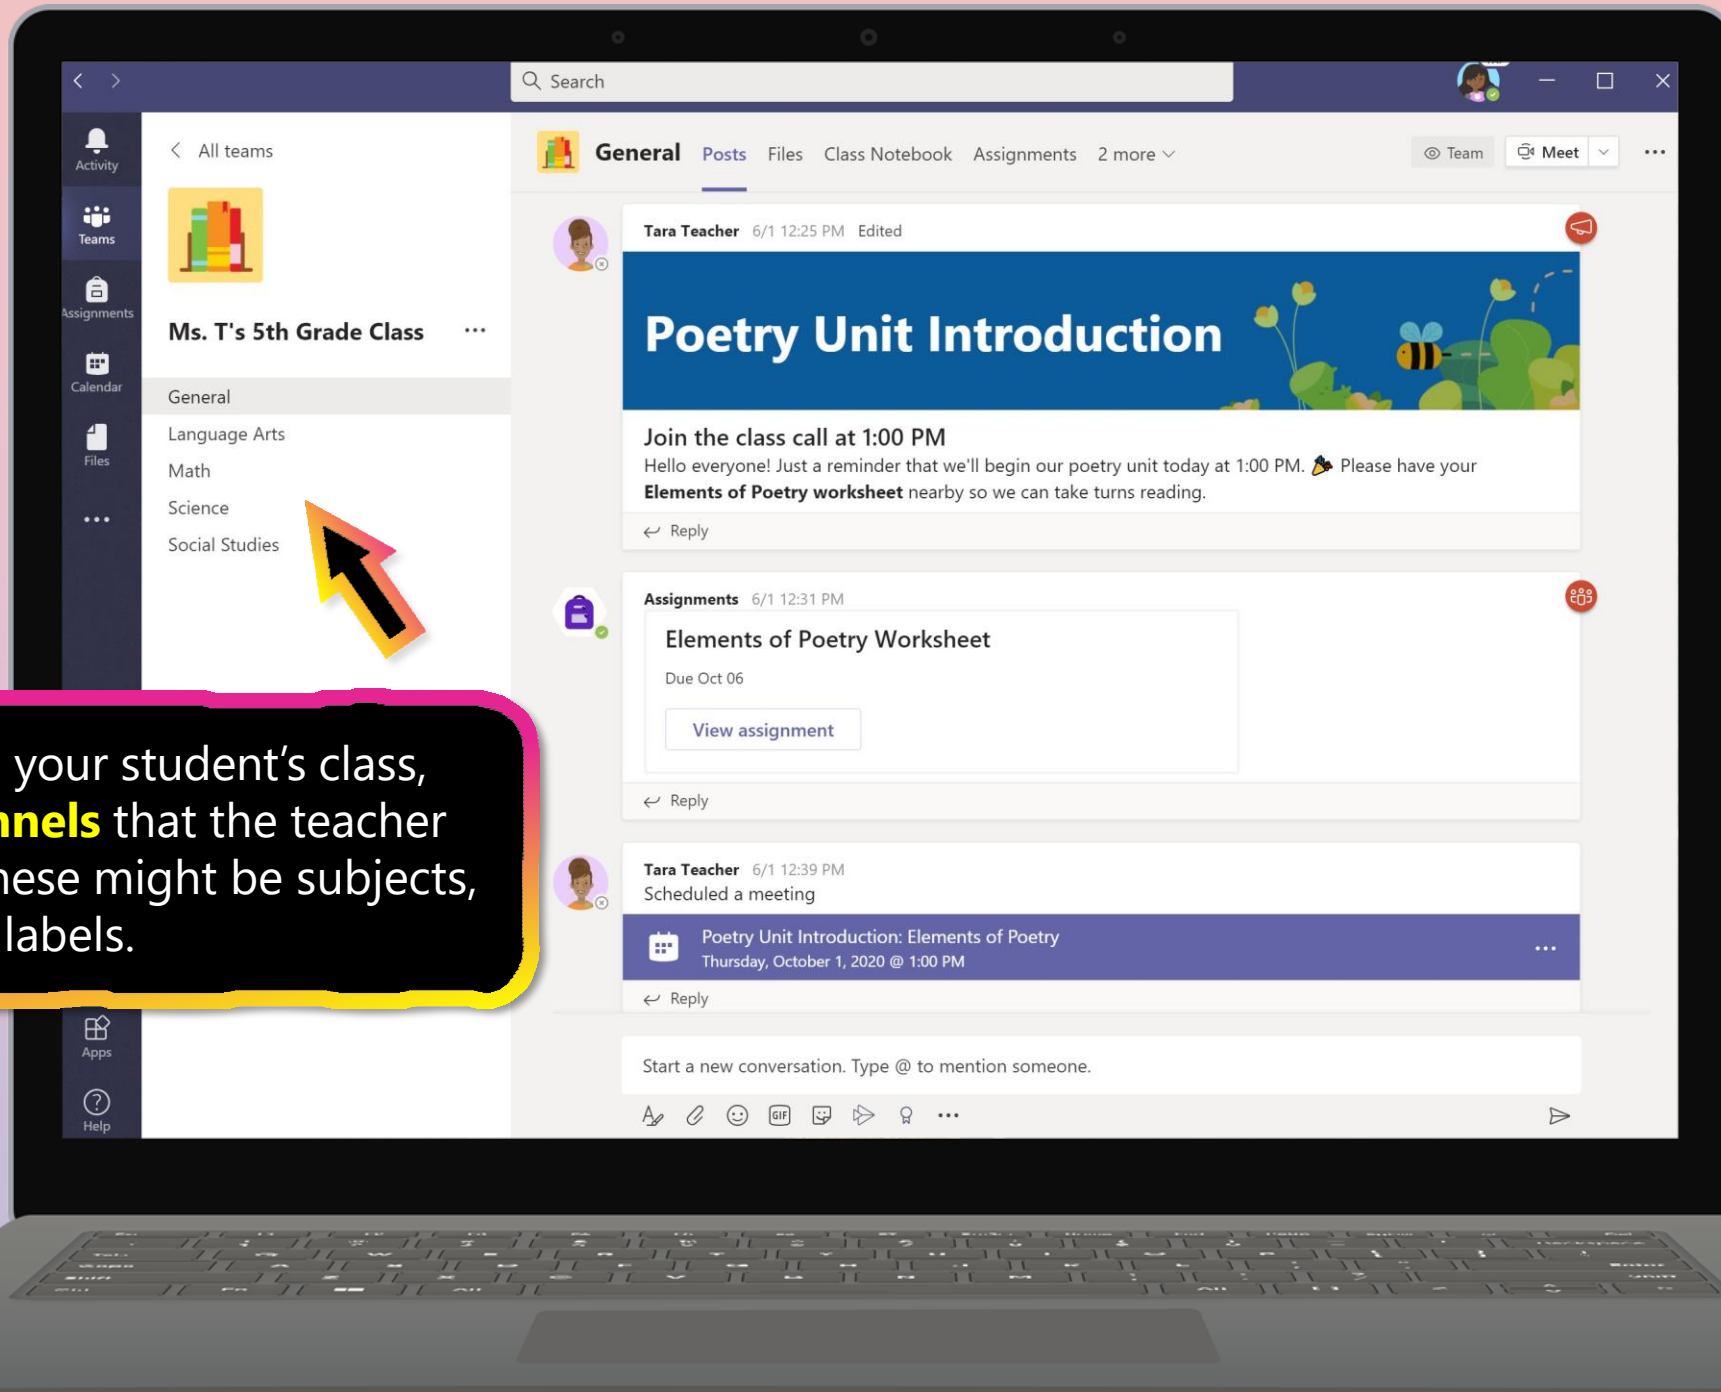 Search
Activity
Teams
Assignments
Calendar
Files
Apps
Help
All teams
Ms. T's 5th Grade Class
General
Language Arts
Math
Science
Social Studies
General Posts Files Class Notebook Assignments 2 more
Team
Meet
Tara Teacher 6/1 12:25 PM Edited
Poetry Unit Introduction
Join the class call at 1:00 PM
Hello everyone! Just a reminder that we'll begin our poetry unit today at 1:00 PM. 🎉 Please have your
Elements of Poetry worksheet nearby so we can take turns reading.
Reply
Assignments 6/1 12:31 PM
Elements of Poetry Worksheet
Due Oct 06
View assignment
Reply
Tara Teacher 6/1 12:39 PM
Scheduled a meeting
Poetry Unit Introduction: Elements of Poetry
Thursday, October 1, 2020 @ 1:00 PM
Reply
Start a new conversation. Type @ to mention someone.
GIF
your student’s class,
nnels that the teacher
hese might be subjects,
labels.